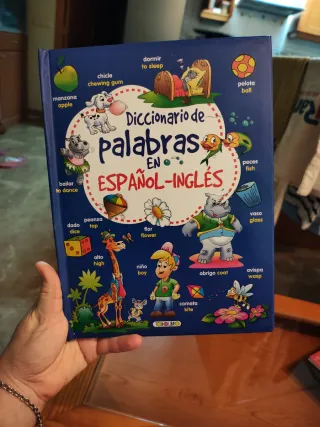 dormir
to sleep
chicle
chewing gum
pelota
ball
manzana
apple
Diccionario de
palabras
EN
ESPAÑOL-INGLÉS
peces
fish
bailar
to dance
vaso
glass
dado
dice
peonza
top
flor
flower
alto
high
niño
boy
abrigo coat
avispa
wasp
cometa
kite